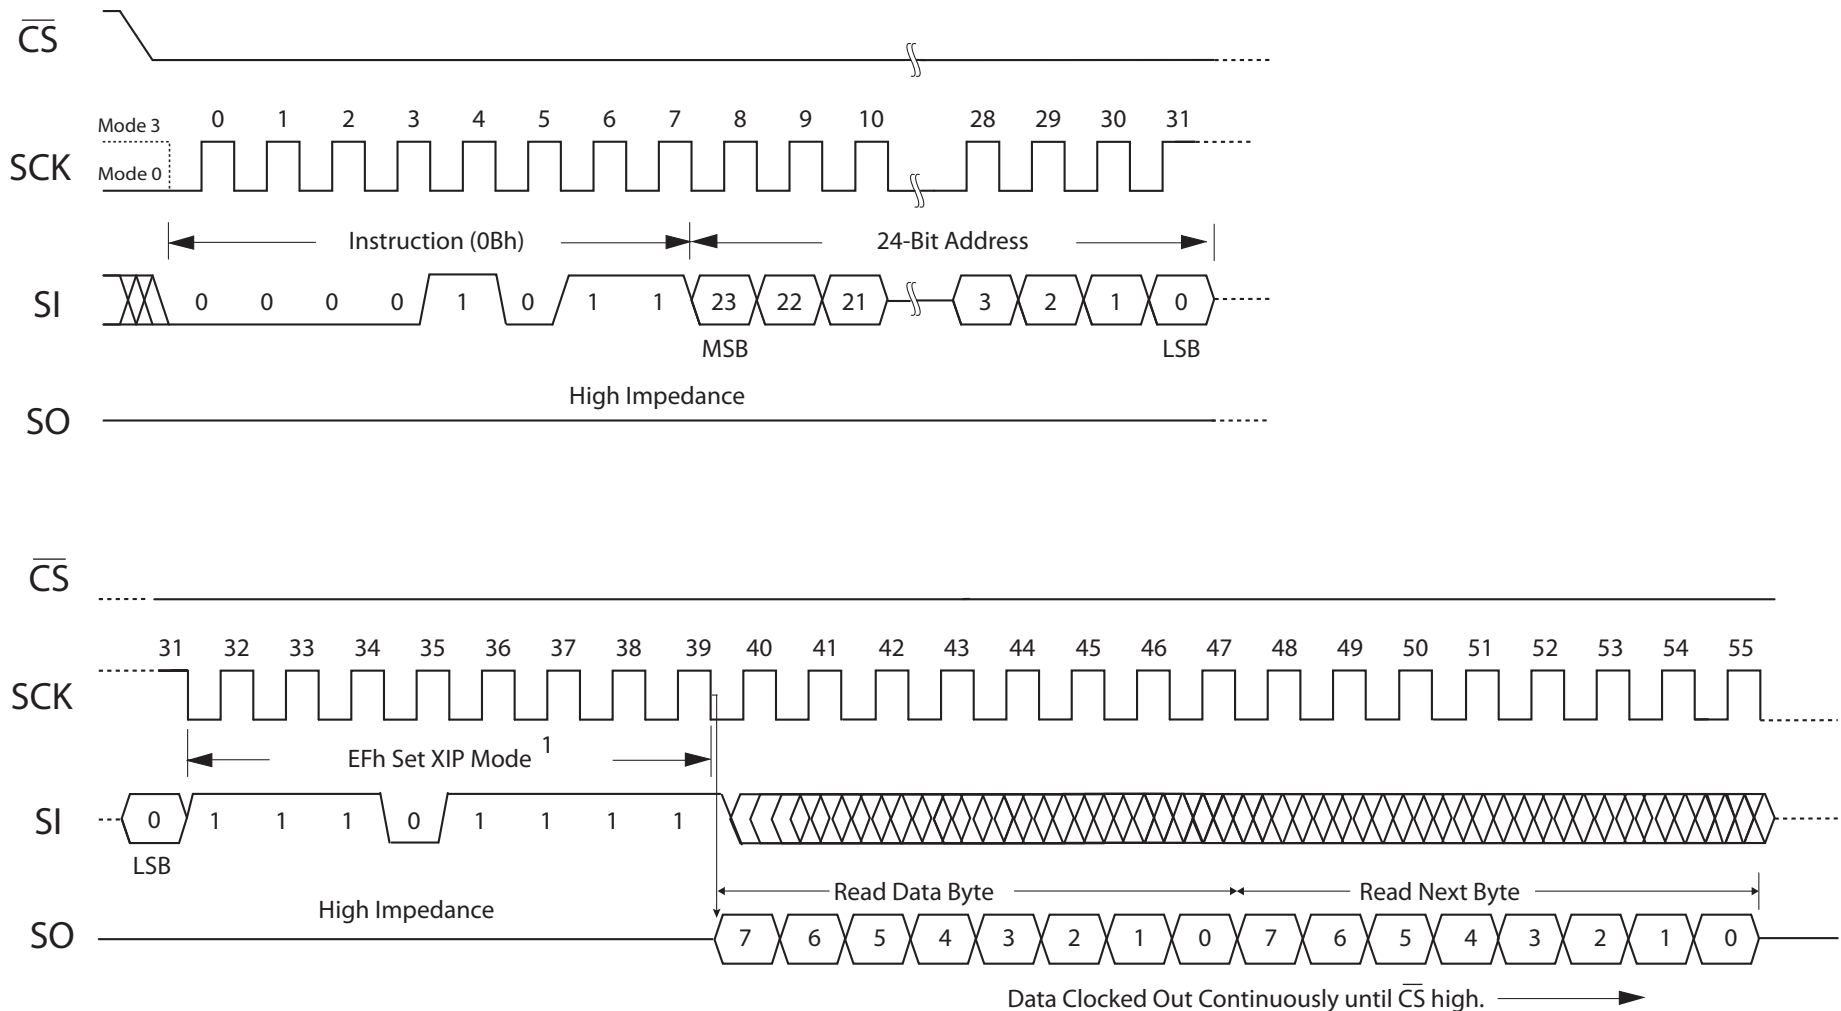 CS
0 1 2 3 4 5 6 7 8 9 10 28 29 30 31
Mode 3
SCK
Mode 0
Instruction (0Bh) 24-Bit Address
SI 0 0 0 0 1 0 1 1 23 22 21 3 2 1 0
MSB LSB
High Impedance
SO
CS
31 32 33 34 35 36 37 38 39 40 41 42 43 44 45 46 47 48 49 50 51 52 53 54 55
SCK
EFh Set XIP Mode 1
SI 0 1 1 1 0 1 1 1 1
LSB
Read Data Byte Read Next Byte
High Impedance
SO 7 6 5 4 3 2 1 0 7 6 5 4 3 2 1 0
Data Clocked Out Continuously until CS high.